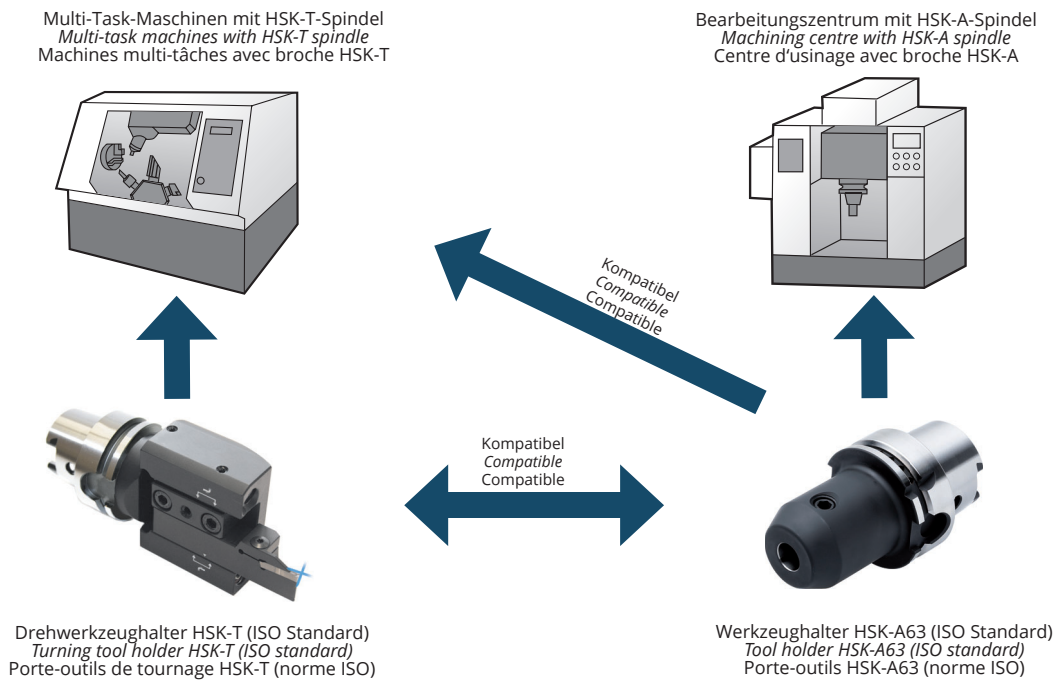 Multi-Task-Maschinen mit HSK-T-Spindel
Multi-task machines with HSK-T spindle
Machines multi-tâches avec broche HSK-T
Bearbeitungszentrum mit HSK-A-Spindel
Machining centre with HSK-A spindle
Centre d'usinage avec broche HSK-A
Kompatibel
Compatible
Compatible
Kompatibel
Compatible
Compatible
Drehwerkzeughalter HSK-T (ISO Standard)
Turning tool holder HSK-T (ISO standard)
Porte-outils de tournage HSK-T (norme ISO)
Werkzeughalter HSK-A63 (ISO Standard)
Tool holder HSK-A63 (ISO standard)
Porte-outils HSK-A63 (norme ISO)